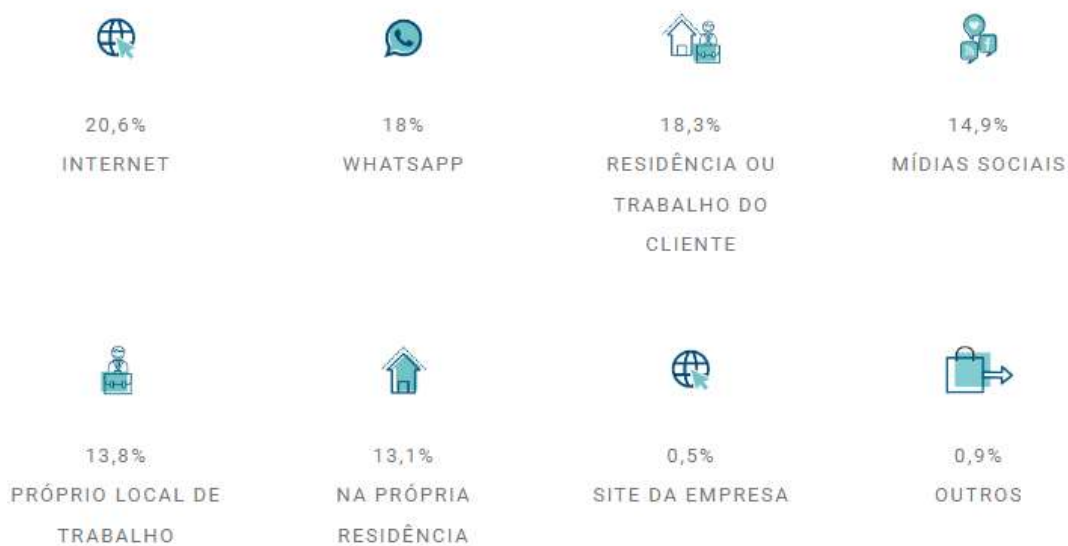 20,6%
INTERNET
18%
WHATSAPP
18,3%
RESIDÊNCIA OU
TRABALHO DO
CLIENTE
14,9%
MÍDIAS SOCIAIS
13,8%
PRÓPRIO LOCAL DE
TRABALHO
13,1%
NA PRÓPRIA
RESIDÊNCIA
0,5%
SITE DA EMPRESA
0,9%
OUTROS